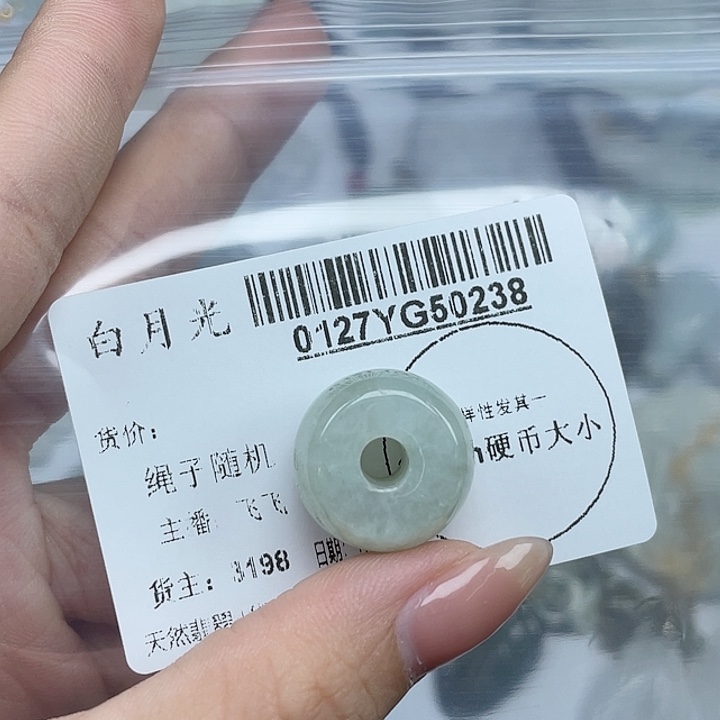 白月光
0127YG50238
货价:
样性发其一
绳子随机
硬币大小
主播 飞飞
货主: 3198
日期:
天然翡翠